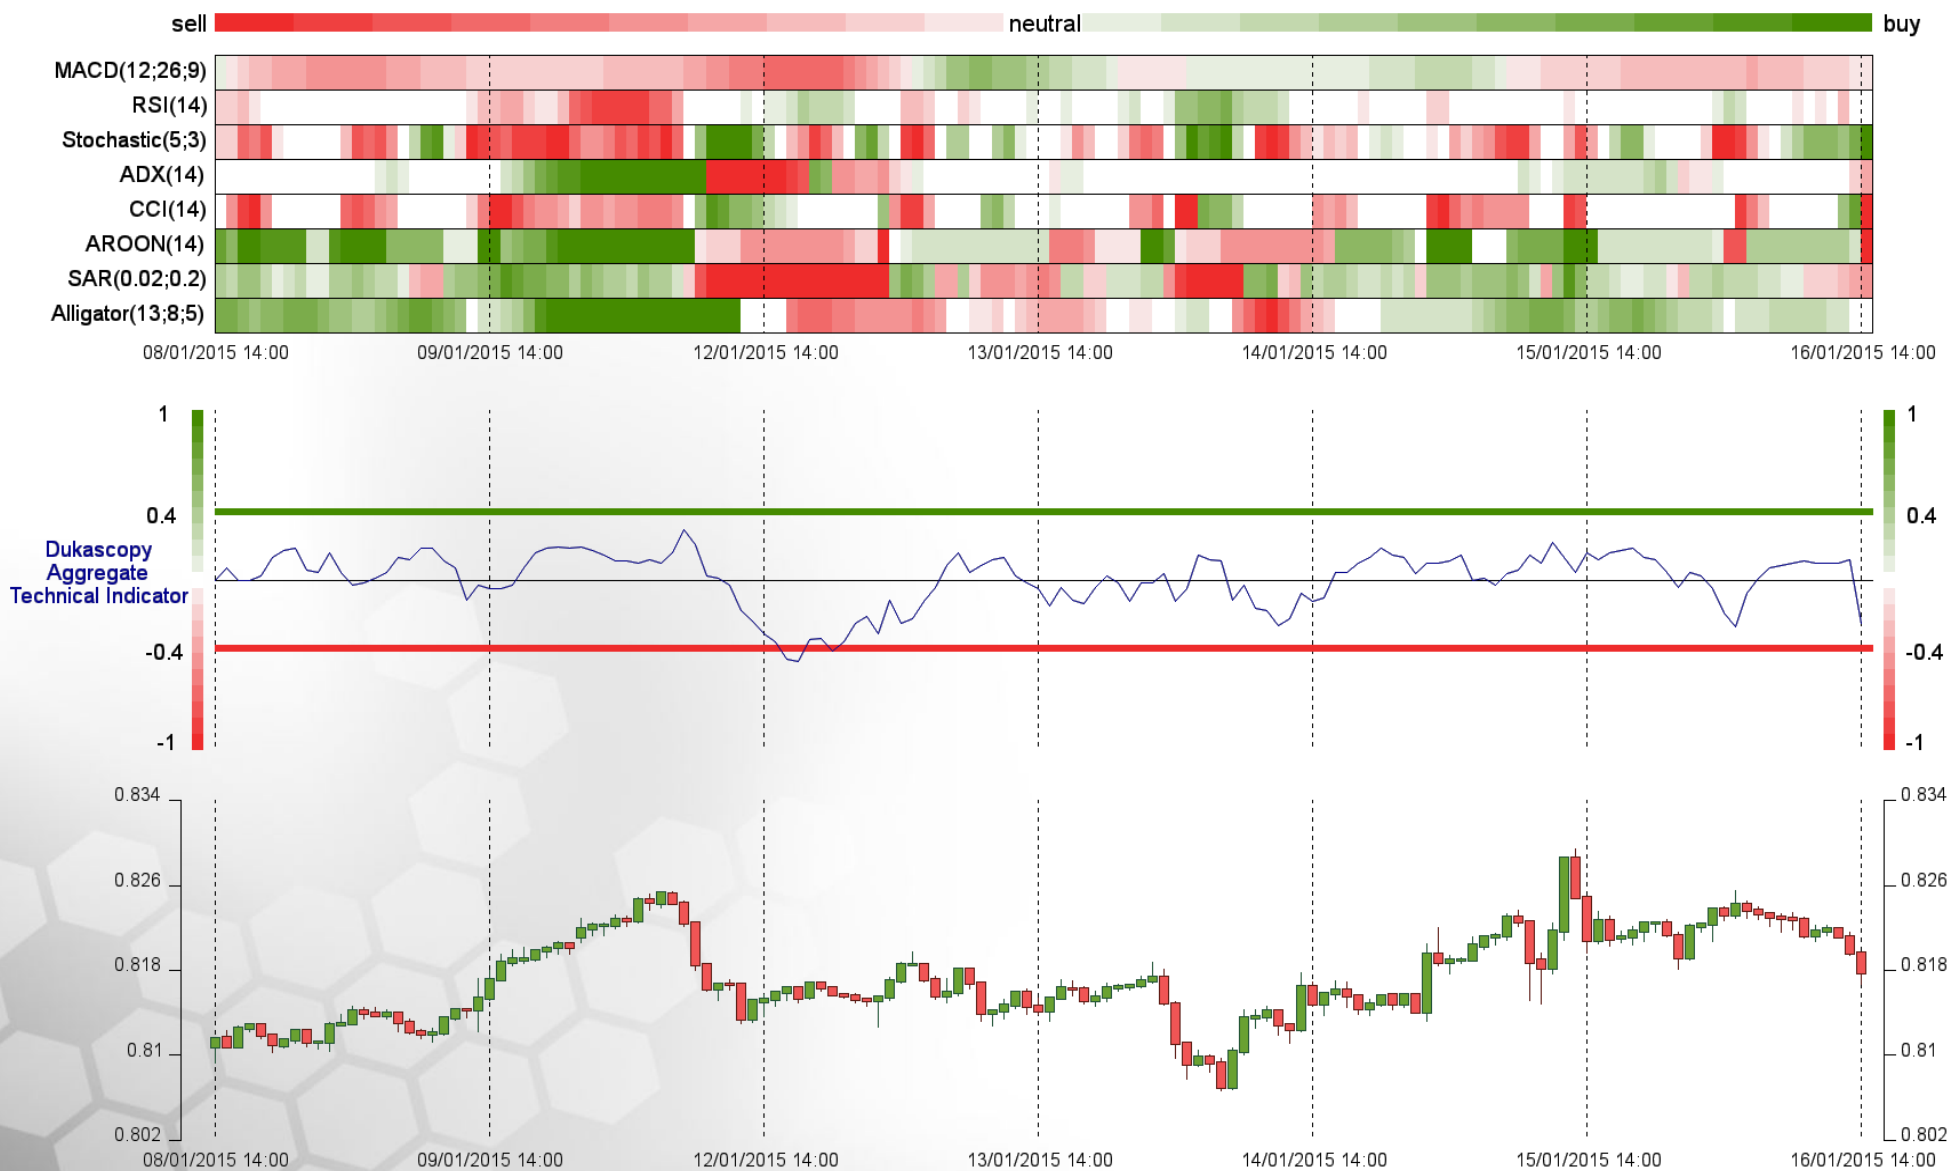 sell neutral buy
MACD(12;26;9)
RSI(14)
Stochastic(5;3)
ADX(14)
CCI(14)
AROON(14)
SAR(0.02;0.2)
Alligator(13;8;5)
08/01/2015 14:00 09/01/2015 14:00 12/01/2015 14:00 13/01/2015 14:00 14/01/2015 14:00 15/01/2015 14:00 16/01/2015 14:00
1 1
0.4 0.4
Dukascopy
Aggregate
Technical Indicator
-0.4 -0.4
-1 -1
0.834 0.834
0.826 0.826
0.818 0.818
0.81 0.81
0.802 0.802
08/01/2015 14:00 09/01/2015 14:00 12/01/2015 14:00 13/01/2015 14:00 14/01/2015 14:00 15/01/2015 14:00 16/01/2015 14:00